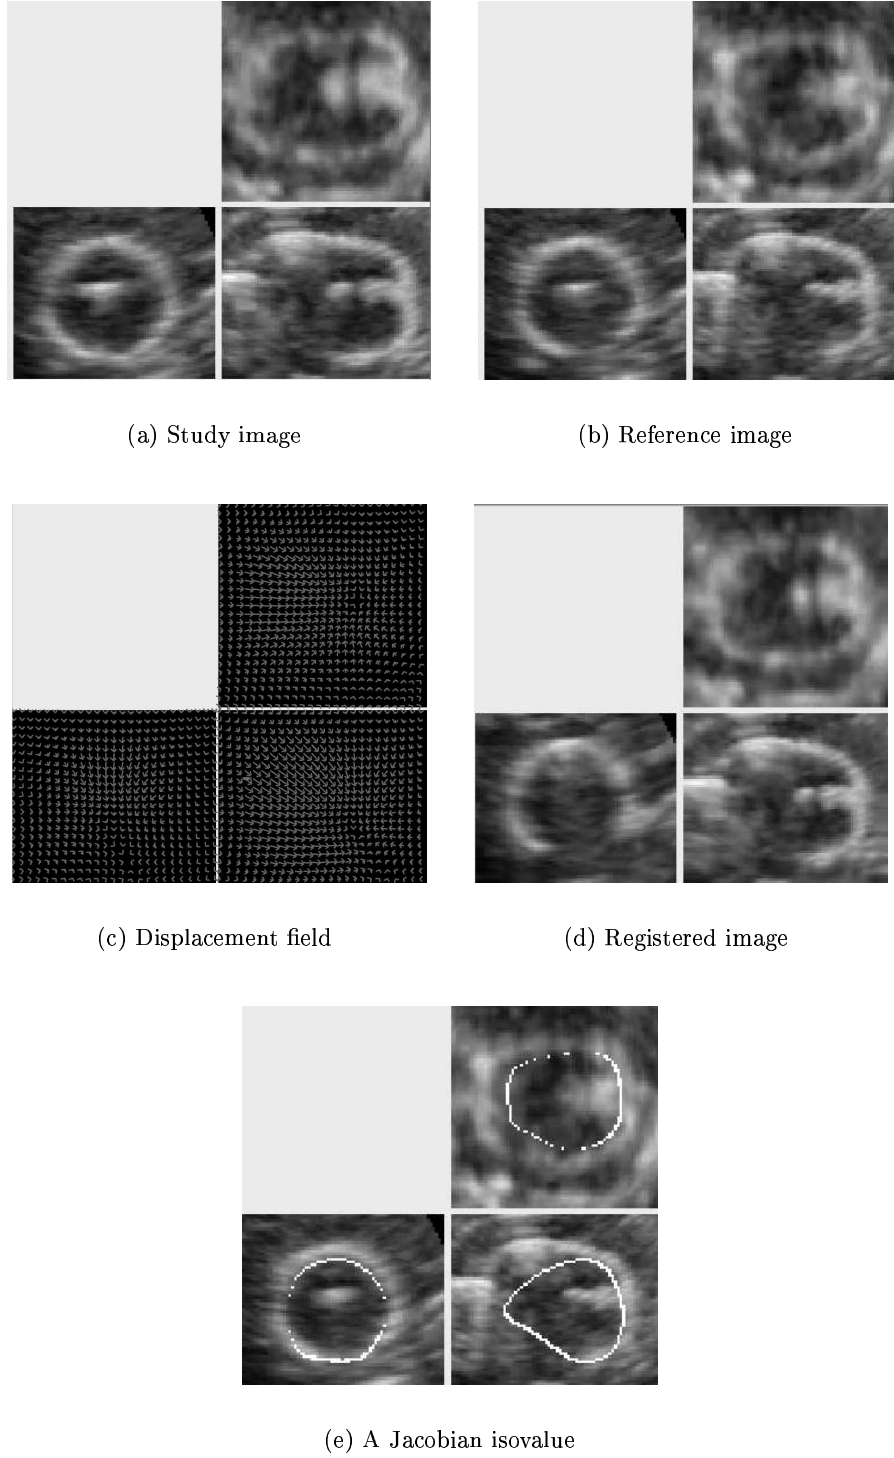 (a) Study image
(b) Reference image
(c) Displacement field
(d) Registered image
(e) A Jacobian isovalue